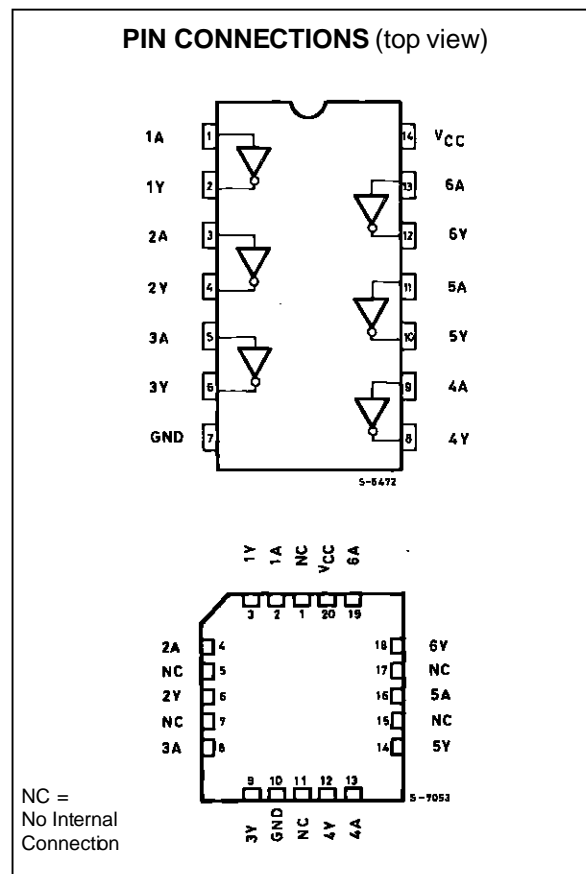 PIN CONNECTIONS (top view)
1A 1 14 VCC
1Y 2 13 6A
2A 3 12 6Y
2Y 4 11 5A
3A 5 10 5Y
3Y 6 9 4A
GND 7 8 4Y
S-6472
1Y 1A NC VCC 6A
3 2 1 20 19
2A 4 18 6Y
NC 5 17 NC
2Y 6 16 5A
NC 7 15 NC
3A 8 14 5Y
9 10 11 12 13
3Y GND NC 4Y 4A
S-9053
NC =
No Internal
Connection